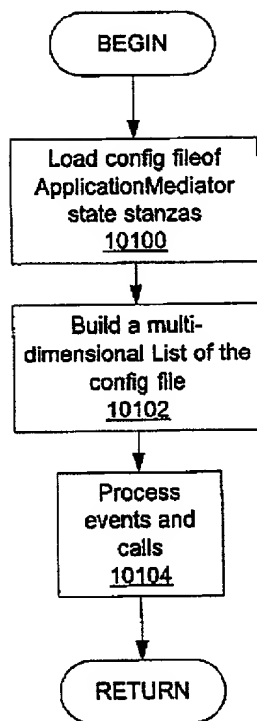 BEGIN
Load config fileof
ApplicationMediator
state stanzas
10100
Build a multi-
dimensional List of the
config file
10102
Process
events and
calls
10104
RETURN